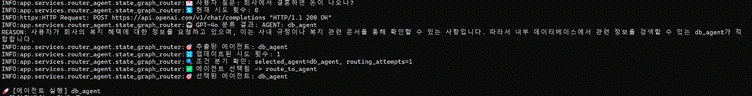 INFO:app.services.router_agent.state_graph_router:📩 사용자 질문: 회사에서 결혼하면 돈이 나오나?
INFO:app.services.router_agent.state_graph_router:🔄 현재 시도 횟수: 0
INFO:httpx:HTTP Request: POST https://api.openai.com/v1/chat/completions "HTTP/1.1 200 OK"
INFO:app.services.router_agent.state_graph_router:🧠 GPT-4o 분류 결과: AGENT: db_agent
REASON: 사용자가 회사의 복지 혜택에 대한 정보를 요청하고 있으며, 이는 사내 규정이나 복지 관련 문서를 통해 확인할 수 있는 사항입니다. 따라서 내부 데이터베이스에서 관련 정보를 검색할 수 있는 db_agent가 적
합합니다.
INFO:app.services.router_agent.state_graph_router:🎯 추출된 에이전트: db_agent
INFO:app.services.router_agent.state_graph_router:🔢 업데이트된 시도 횟수: 1
INFO:app.services.router_agent.state_graph_router:🔍 조건 분기 확인: selected_agent=db_agent, routing_attempts=1
INFO:app.services.router_agent.state_graph_router:✅ 에이전트 선택됨 -> route_to_agent
INFO:app.services.router_agent.state_graph_router:🎯 선택된 에이전트: db_agent
🚀 [에이전트 실행] db_agent